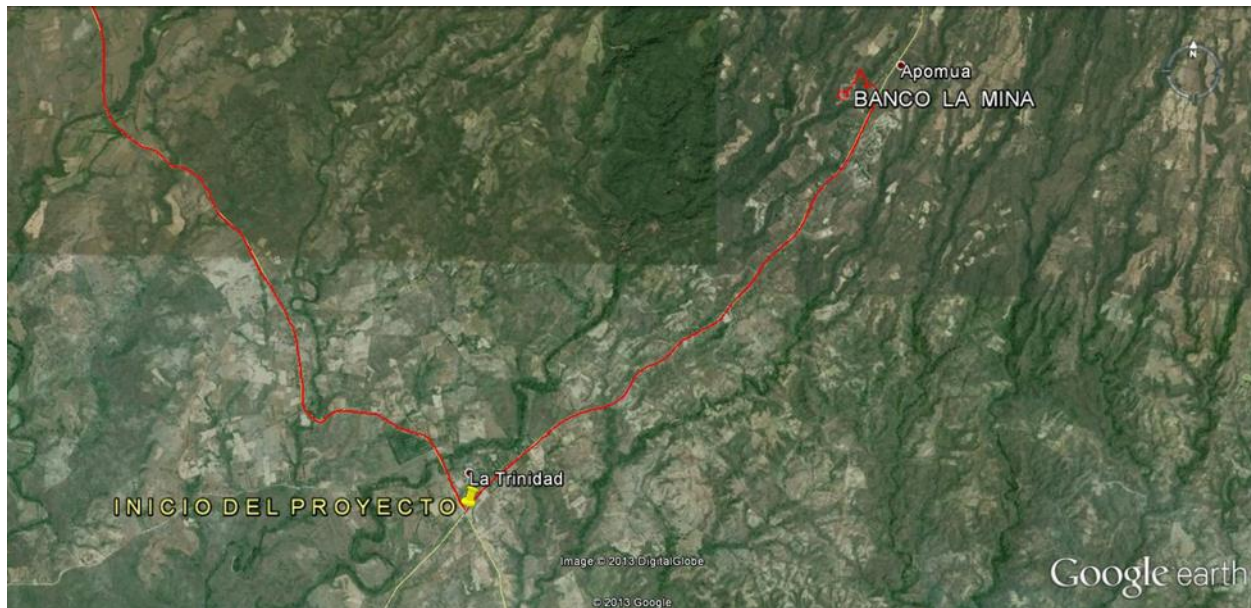 N
Apomua
BANCO LA MINA
La Trinidad
INICIO DEL PROYECTO
Image © 2013 DigitalGlobe
Google earth
© 2013 Google